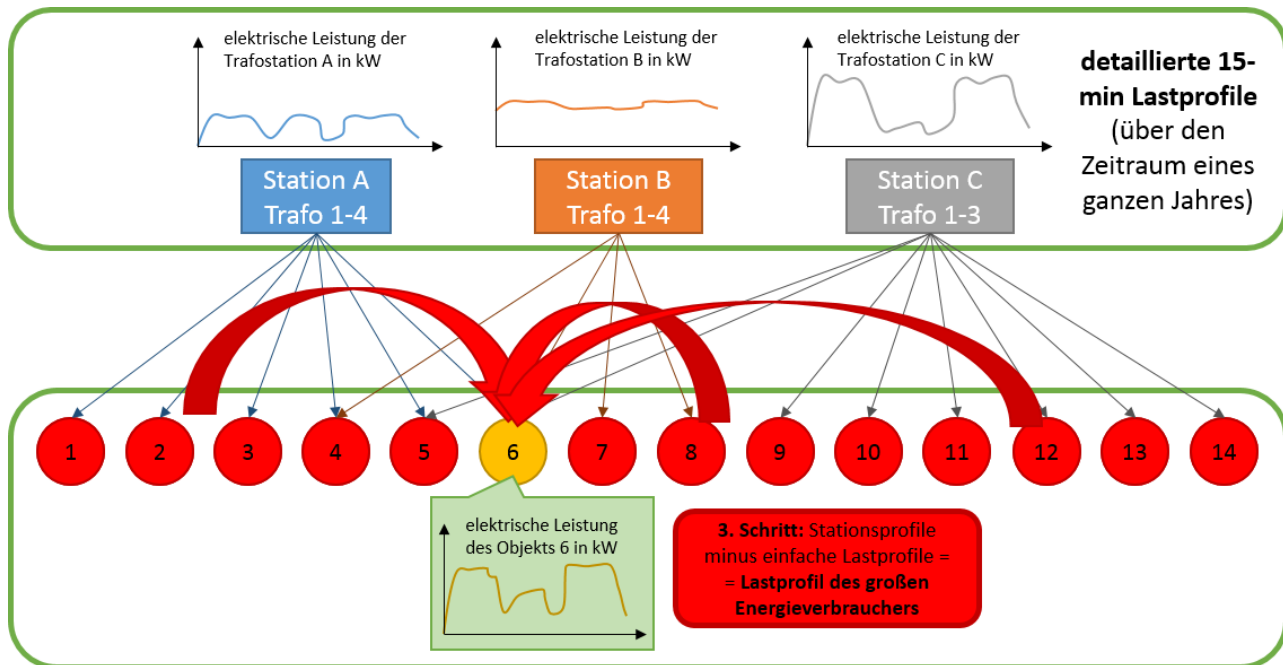 elektrische Leistung der
Trafostation A in kW
elektrische Leistung der
Trafostation B in kW
elektrische Leistung der
Trafostation C in kW
detaillierte 15-
min Lastprofile
(über den
Zeitraum eines
ganzen Jahres)
Station A
Trafo 1-4
Station B
Trafo 1-4
Station C
Trafo 1-3
1
2
3
4
5
6
7
8
9
10
11
12
13
14
elektrische Leistung
des Objekts 6 in kW
3. Schritt: Stationsprofile
minus einfache Lastprofile =
= Lastprofil des großen
Energieverbrauchers